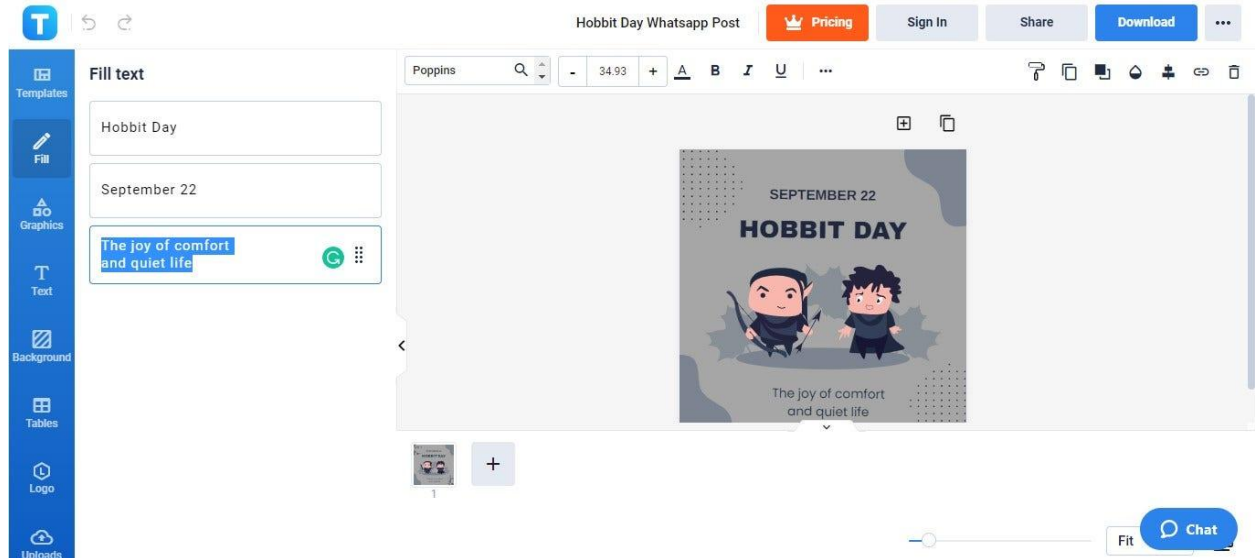 T
Hobbit Day Whatsapp Post
Pricing
Sign In
Share
Download
Templates
Fill
Graphics
Text
Background
Tables
Logo
Uploads
Fill text
Hobbit Day
September 22
The joy of comfort
and quiet life
Poppins
- 34.93 +
A B I U
SEPTEMBER 22
HOBBIT DAY
The joy of comfort
and quiet life
1
Fit
Chat